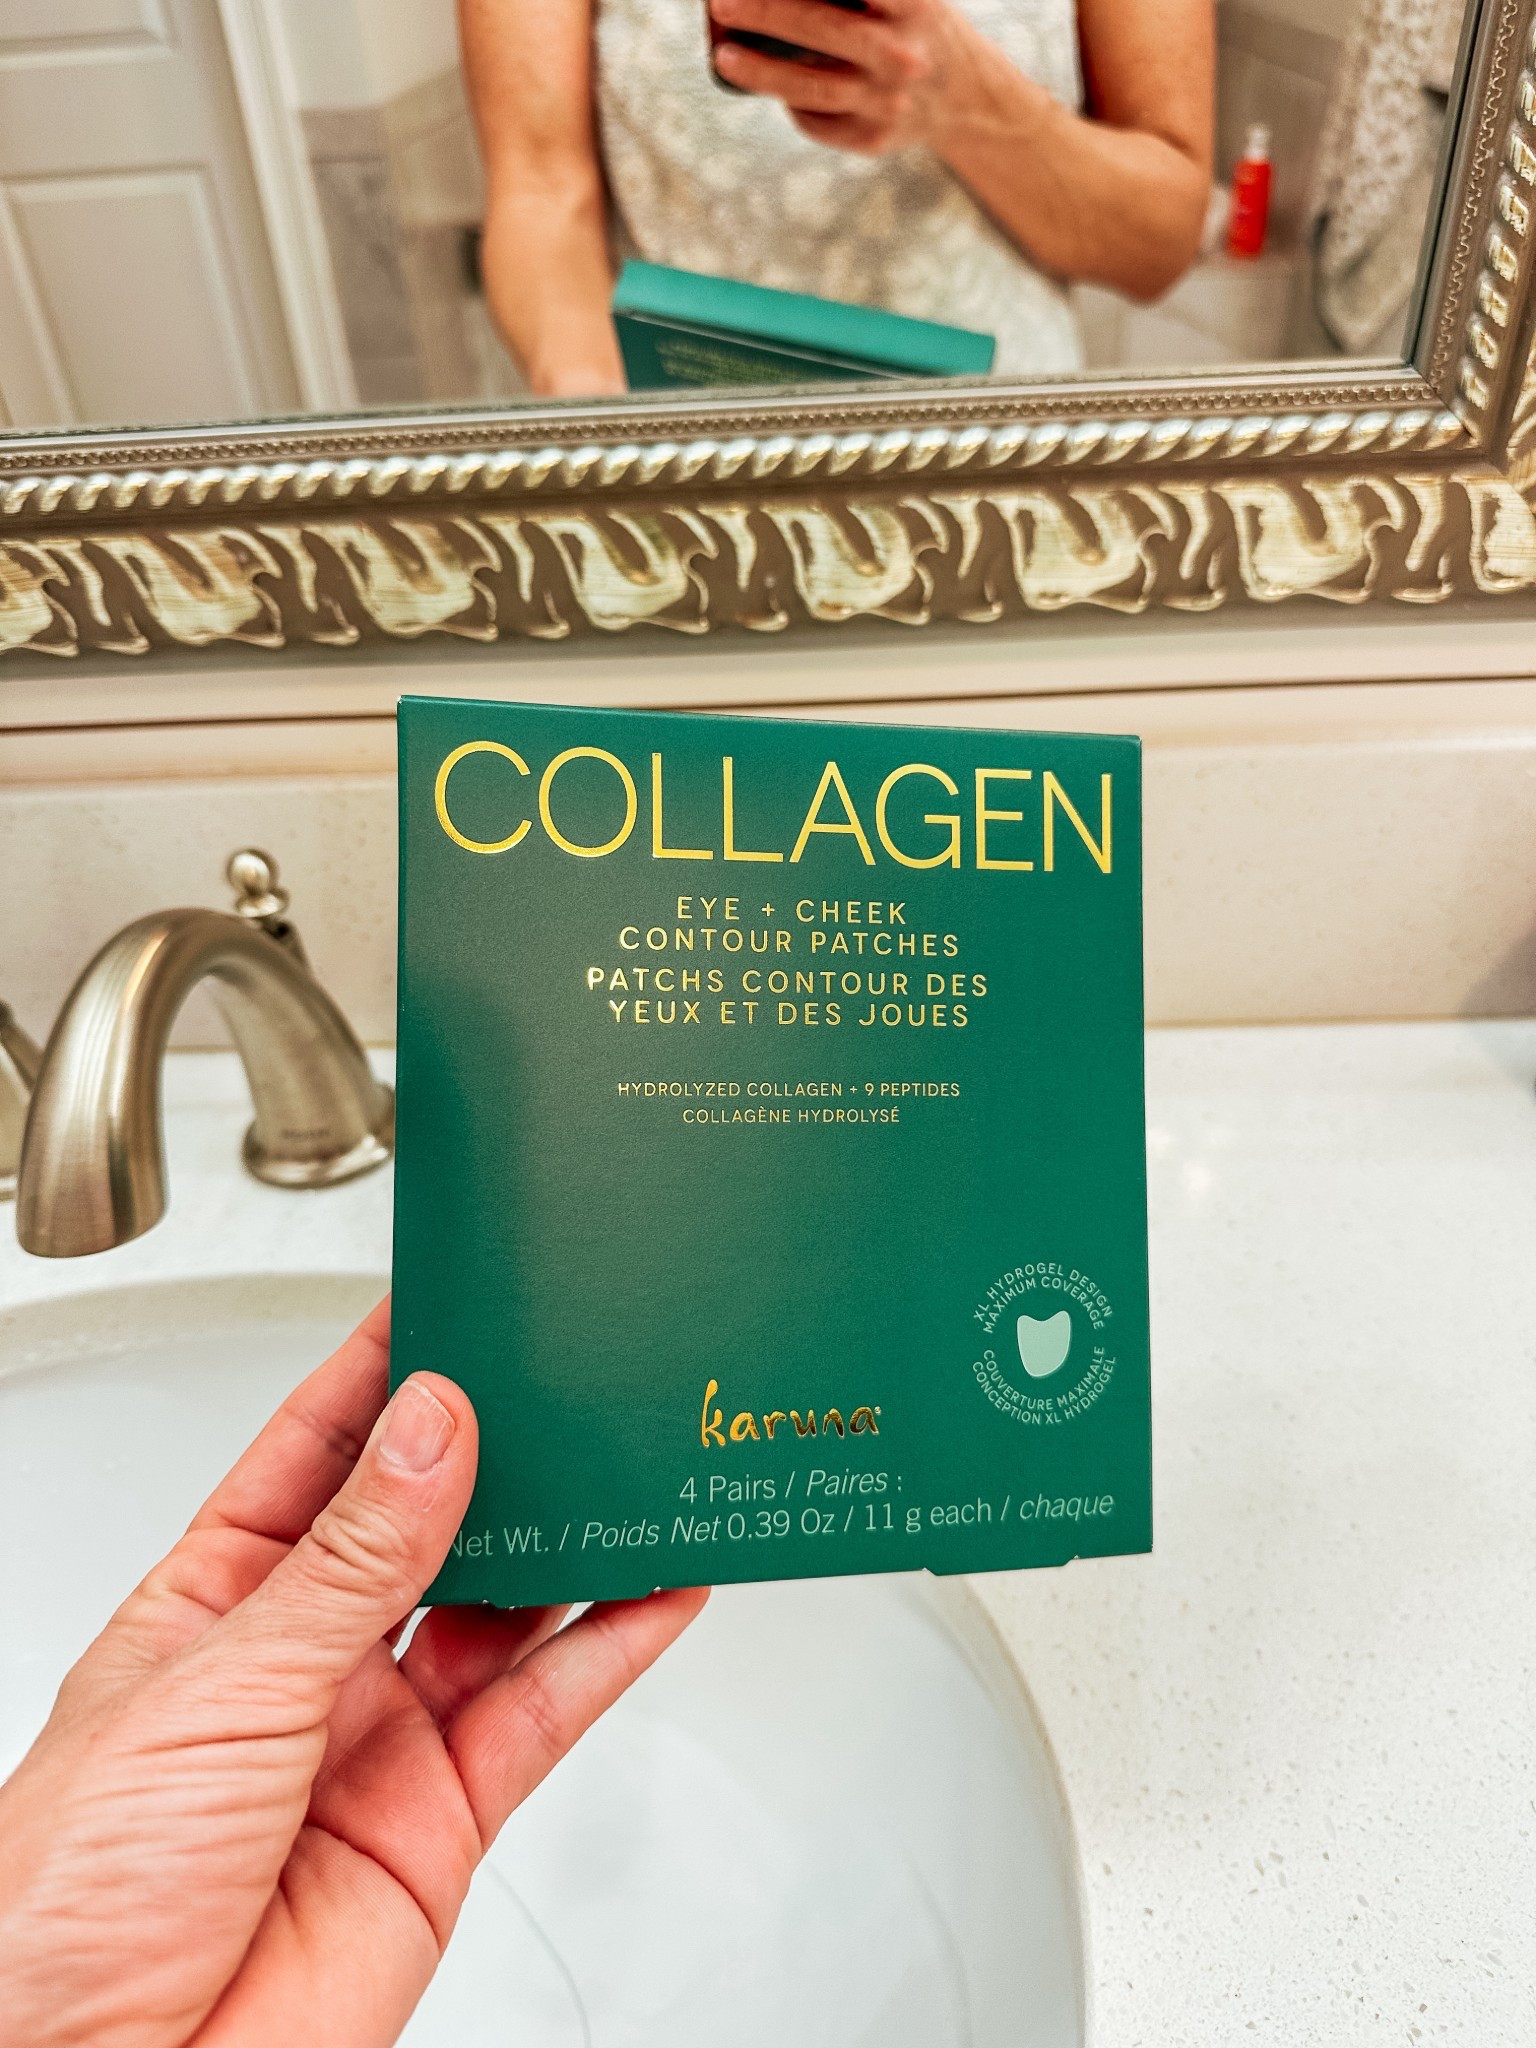 COLLAGEN
EYE + CHEEK
CONTOUR PATCHES
PATCHS CONTOUR DES
YEUX ET DES JOUES
HYDROLYZED COLLAGEN + 9 PEPTIDES
COLLAGÈNE HYDROLYSÉ
XL HYDROGEL DESIGN
MAXIMUM COVERAGE
COUVERTURE MAXIMALE
CONCEPTION XL HYDROGEL
karuna
4 Pairs / Paires :
Net Wt. / Poids Net 0.39 Oz / 11 g each / chaque